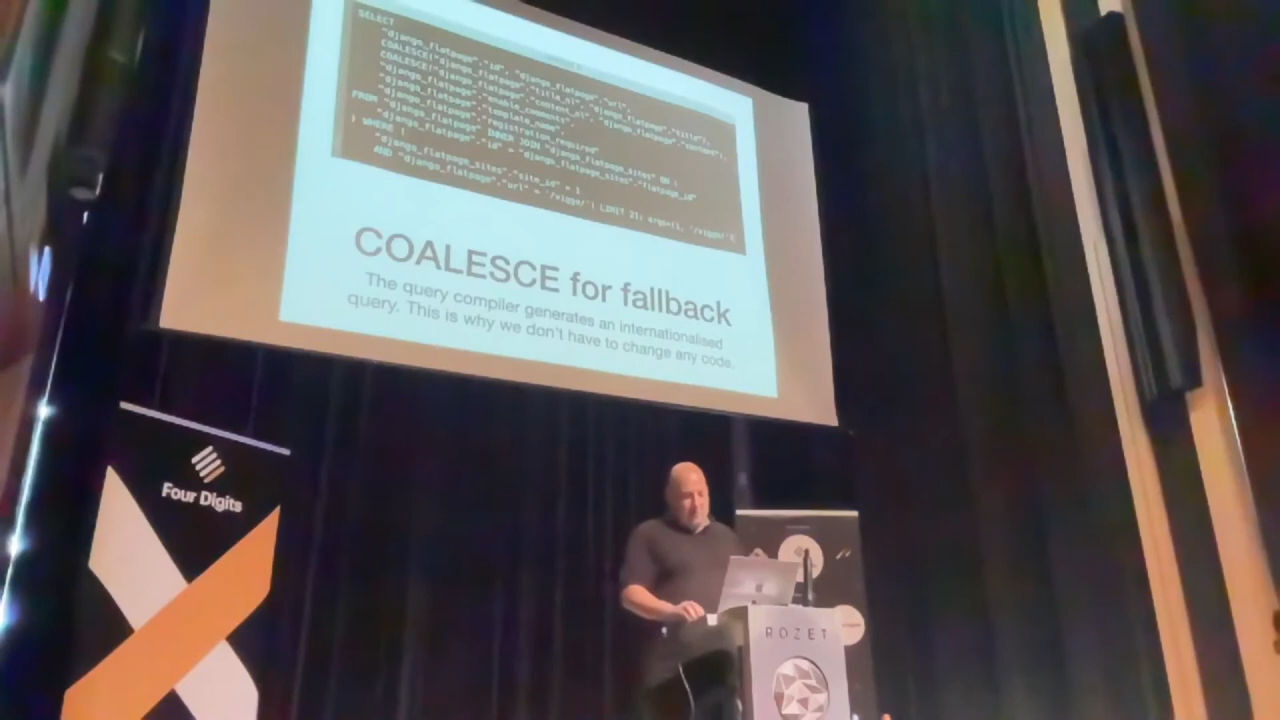 SELECT
"django_flatpage"."id", "django_flatpage"."url",
COALESCE("django_flatpage"."title_nl", "django_flatpage"."title"),
COALESCE("django_flatpage"."content_nl", "django_flatpage"."content"),
"django_flatpage"."enable_comments",
"django_flatpage"."template_name",
"django_flatpage"."registration_required"
FROM "django_flatpage" INNER JOIN "django_flatpage_sites" ON (
"django_flatpage"."id" = "django_flatpage_sites"."flatpage_id"
) WHERE (
"django_flatpage_sites"."site_id" = 1
AND "django_flatpage"."url" = '/viggo/') LIMIT 21; args=(1, '/viggo/')
COALESCE for fallback
The query compiler generates an internationalised
query. This is why we don't have to change any code.
Four Digits
ROZET